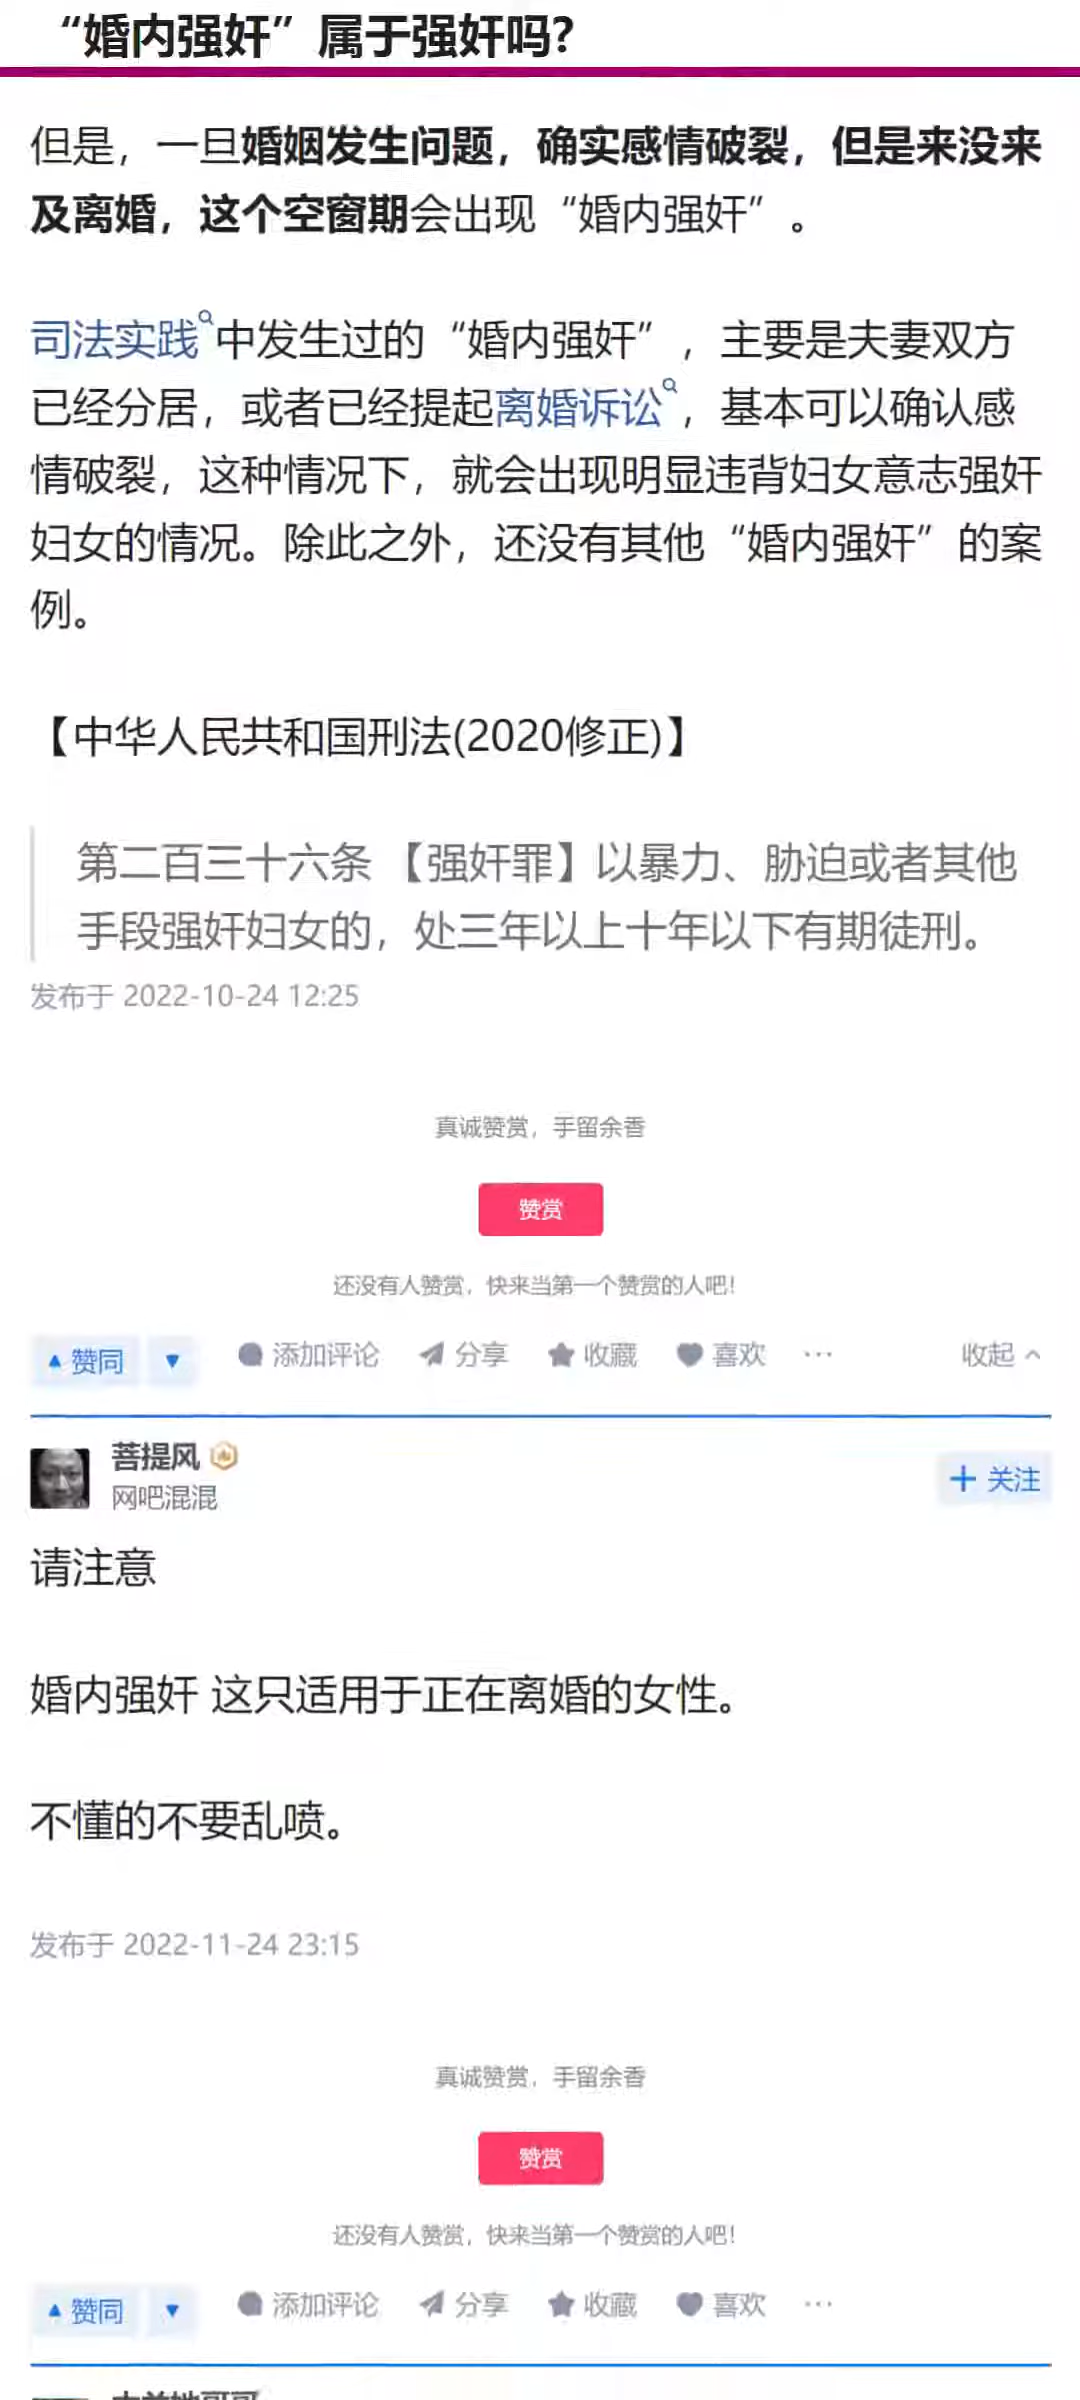 “婚内强奸”属于强奸吗?
但是，一旦婚姻发生问题，确实感情破裂，但是来没来
及离婚，这个空窗期会出现“婚内强奸”。
司法实践中发生过的“婚内强奸”，主要是夫妻双方
已经分居，或者已经提起离婚诉讼，基本可以确认感
情破裂，这种情况下，就会出现明显违背妇女意志强奸
妇女的情况。除此之外，还没有其他“婚内强奸”的案
例。
【中华人民共和国刑法(2020修正)】
第二百三十六条 【强奸罪】以暴力、胁迫或者其他
手段强奸妇女的，处三年以上十年以下有期徒刑。
发布于 2022-10-24 12:25
真诚赞赏，手留余香
赞赏
还没有人赞赏，快来当第一个赞赏的人吧！
赞同 添加评论 分享 收藏 喜欢 ··· 收起
菩提风
网吧混混
关注
请注意
婚内强奸 这只适用于正在离婚的女性。
不懂的不要乱喷。
发布于 2022-11-24 23:15
真诚赞赏，手留余香
赞赏
还没有人赞赏，快来当第一个赞赏的人吧！
赞同 添加评论 分享 收藏 喜欢 ···